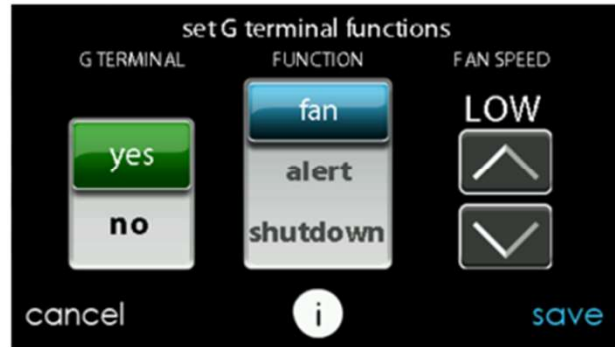 set G terminal functions
G TERMINAL FUNCTION FAN SPEED
fan LOW
yes
alert
no
shutdown
cancel i save